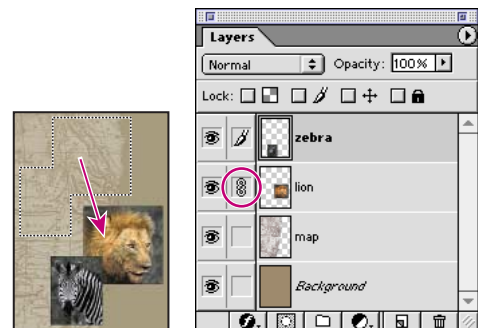 Layers
Normal Opacity: 100%
Lock:
zebra
lion
map
Background